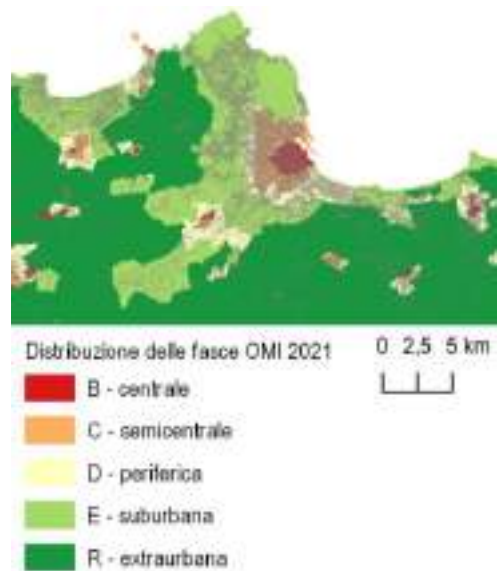 Distribuzione delle fasce OMI 2021
0 2,5 5 km
B - centrale
C - semicentrale
D - periferica
E - suburbana
R - extraurbana